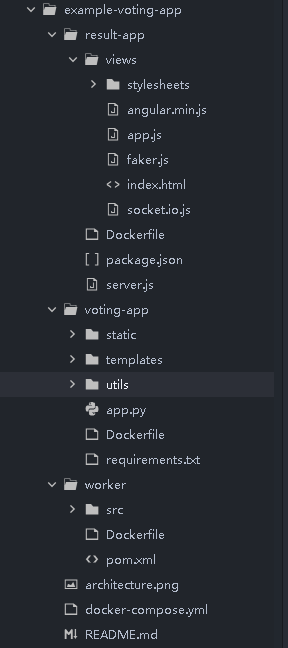 example-voting-app
result-app
views
stylesheets
angular.min.js
app.js
faker.js
index.html
socket.io.js
Dockerfile
package.json
server.js
voting-app
static
templates
utils
app.py
Dockerfile
requirements.txt
worker
src
Dockerfile
pom.xml
architecture.png
docker-compose.yml
README.md